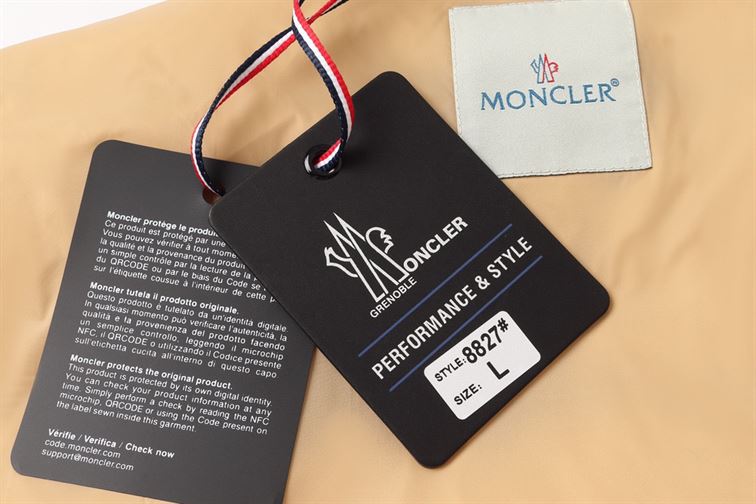 MONCLER®
MONCLER
GRENOBLE
PERFORMANCE & STYLE
STYLE: 8827#
SIZE: L
Moncler protège le produi
Ce produit est protégé par une
Vous pouvez vérifier à tout mome
la qualité et la provenance du produi
un simple contrôle par la lecture de la
du QRCODE ou par le biais du Code se
sur l'étiquette cousue à l'intérieur de cette p
Moncler tutela il prodotto originale.
Questo prodotto è tutelato da un'identità digitale
In qualsiasi momento può verificare l'autenticità, la
qualità e la provenienza del prodotto facendo
un semplice controllo, leggendo il microchip
NFC, il QRCODE o utilizzando il Codice presente
sull'etichetta cucita all'interno di questo capo
Moncler protects the original product.
This product is protected by its own digital identity
You can check your product information at any
time. Simply perform a check by reading the NFC
microchip, QRCODE or using the Code present on
the label sewn inside this garment.
Vérifie / Verifica / Check now
code.moncler.com
support@moncler.com